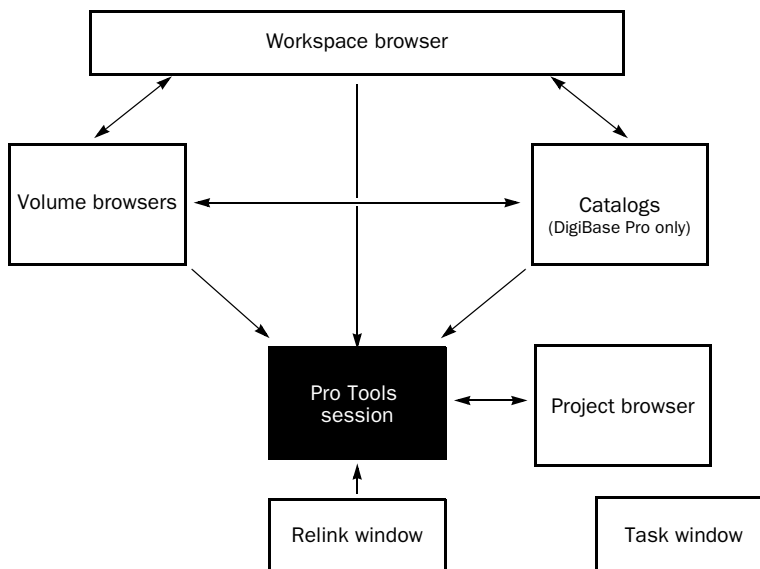 Workspace browser
Volume browsers
Catalogs
(DigiBase Pro only)
Pro Tools
session
Project browser
Relink window
Task window